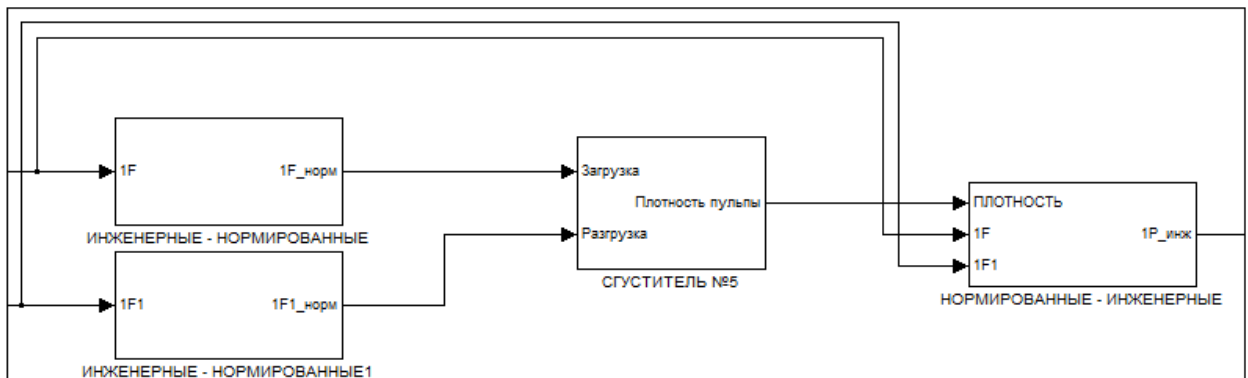 1F 1F_норм
ИНЖЕНЕРНЫЕ - НОРМИРОВАННЫЕ
1F1 1F1_норм
ИНЖЕНЕРНЫЕ - НОРМИРОВАННЫЕ1
Загрузка
Плотность пульпы
Разгрузка
СГУСТИТЕЛЬ №5
ПЛОТНОСТЬ
1F 1P_инж
1F1
НОРМИРОВАННЫЕ - ИНЖЕНЕРНЫЕ